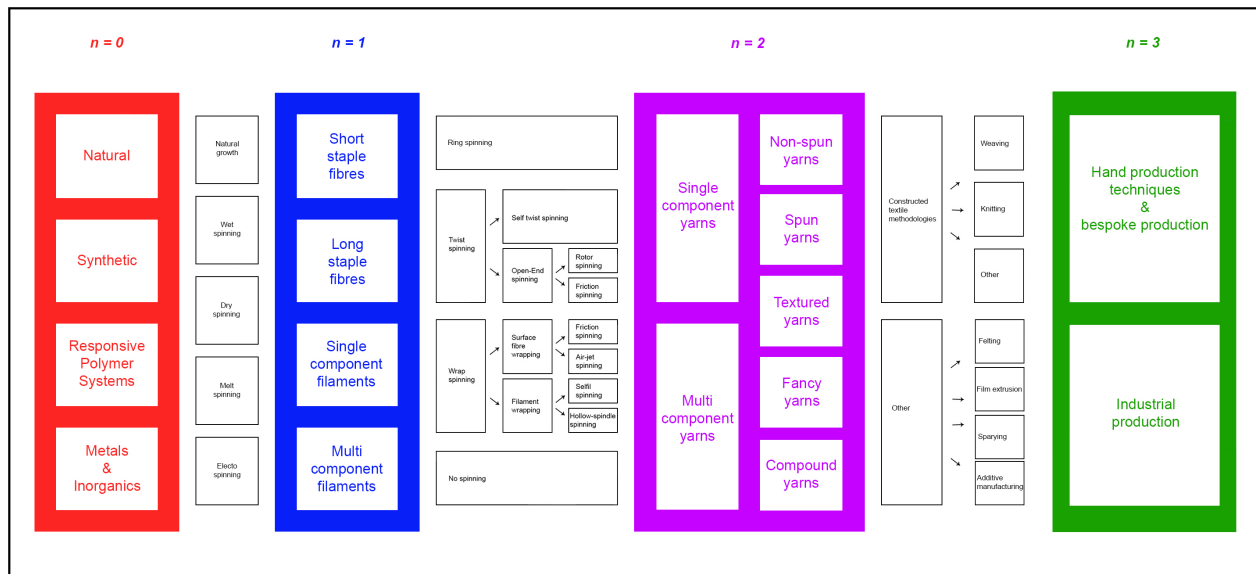 n = 0
n = 1
n = 2
n = 3
Natural
Synthetic
Responsive
Polymer
Systems
Metals
&
Inorganics
Natural
growth
Wet
spinning
Dry
spinning
Melt
spinning
Electo
spinning
Short
staple
fibres
Long
staple
fibres
Single
component
filaments
Multi
component
filaments
Ring spinning
Twist
spinning
Self twist spinning
Open-End
spinning
Rotor
spinning
Friction
spinning
Wrap
spinning
Surface
fibre
wrapping
Friction
spinning
Air-jet
spinning
Filament
wrapping
Selfil
spinning
Hollow-spindle
spinning
No spinning
Single
component
yarns
Multi
component
yarns
Non-spun
yarns
Spun
yarns
Textured
yarns
Fancy
yarns
Compound
yarns
Constructed
textile
methodologies
Weaving
Knitting
Other
Other
Felting
Film extrusion
Sparying
Additive
manufacturing
Hand production
techniques
&
bespoke production
Industrial
production